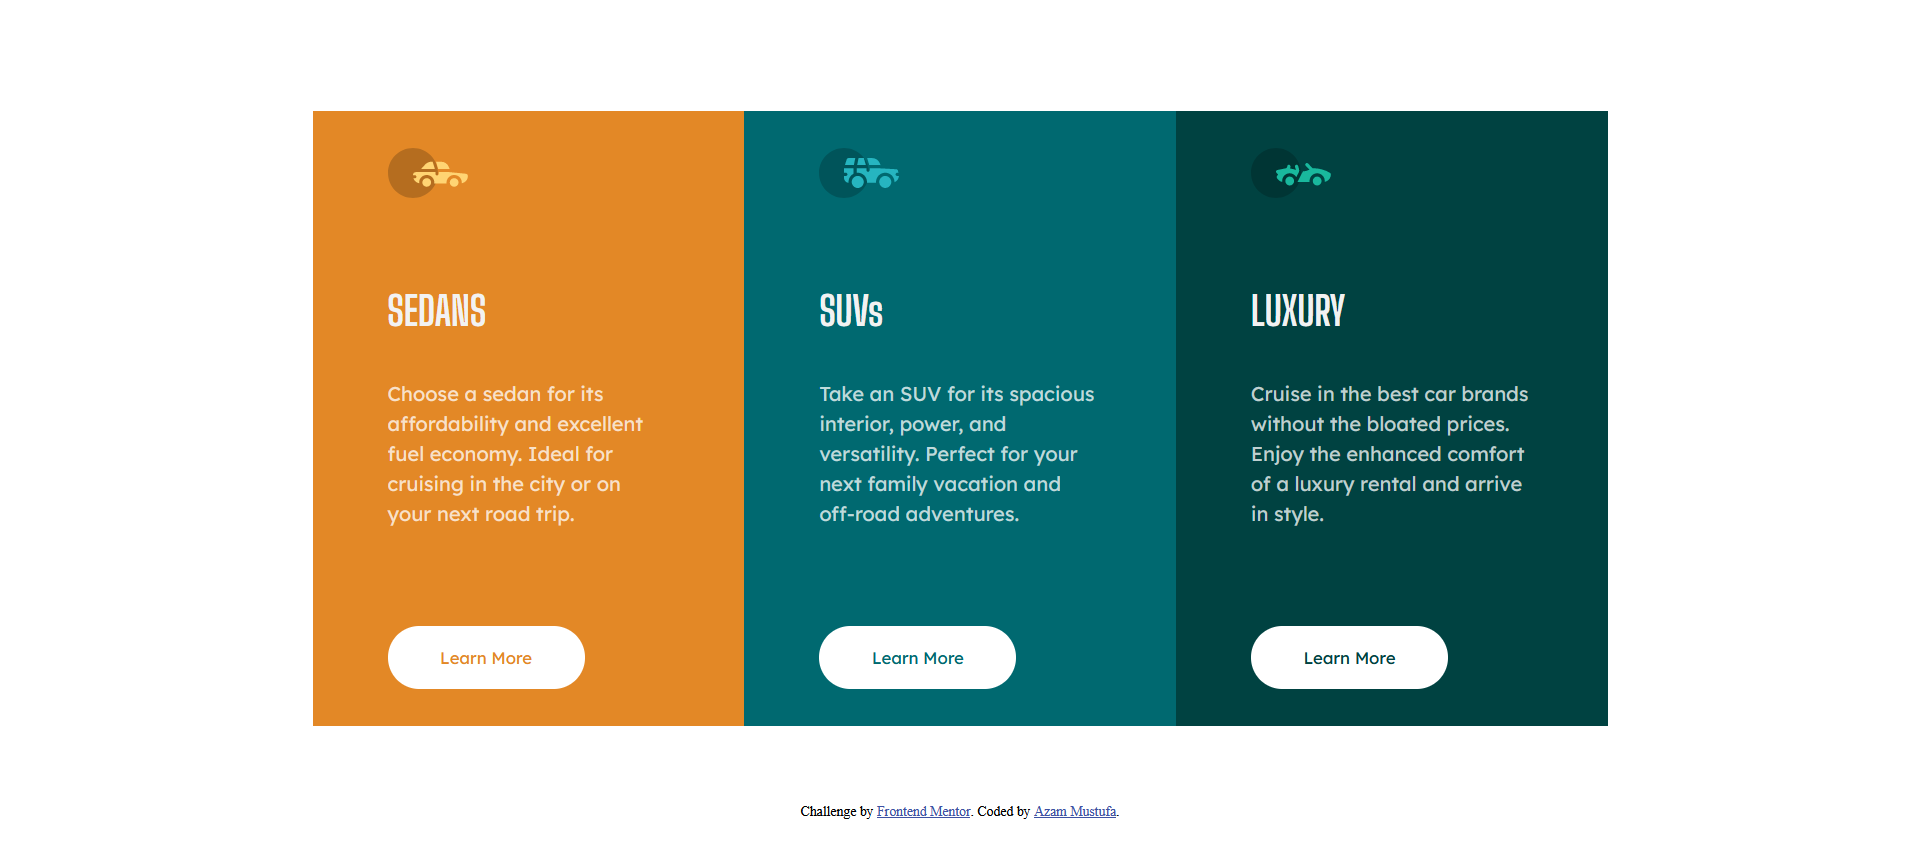 SEDANS
Choose a sedan for its
affordability and excellent
fuel economy. Ideal for
cruising in the city or on
your next road trip.
Learn More
SUVs
Take an SUV for its spacious
interior, power, and
versatility. Perfect for your
next family vacation and
off-road adventures.
Learn More
LUXURY
Cruise in the best car brands
without the bloated prices.
Enjoy the enhanced comfort
of a luxury rental and arrive
in style.
Learn More
Challenge by Frontend Mentor. Coded by Azam Mustufa.